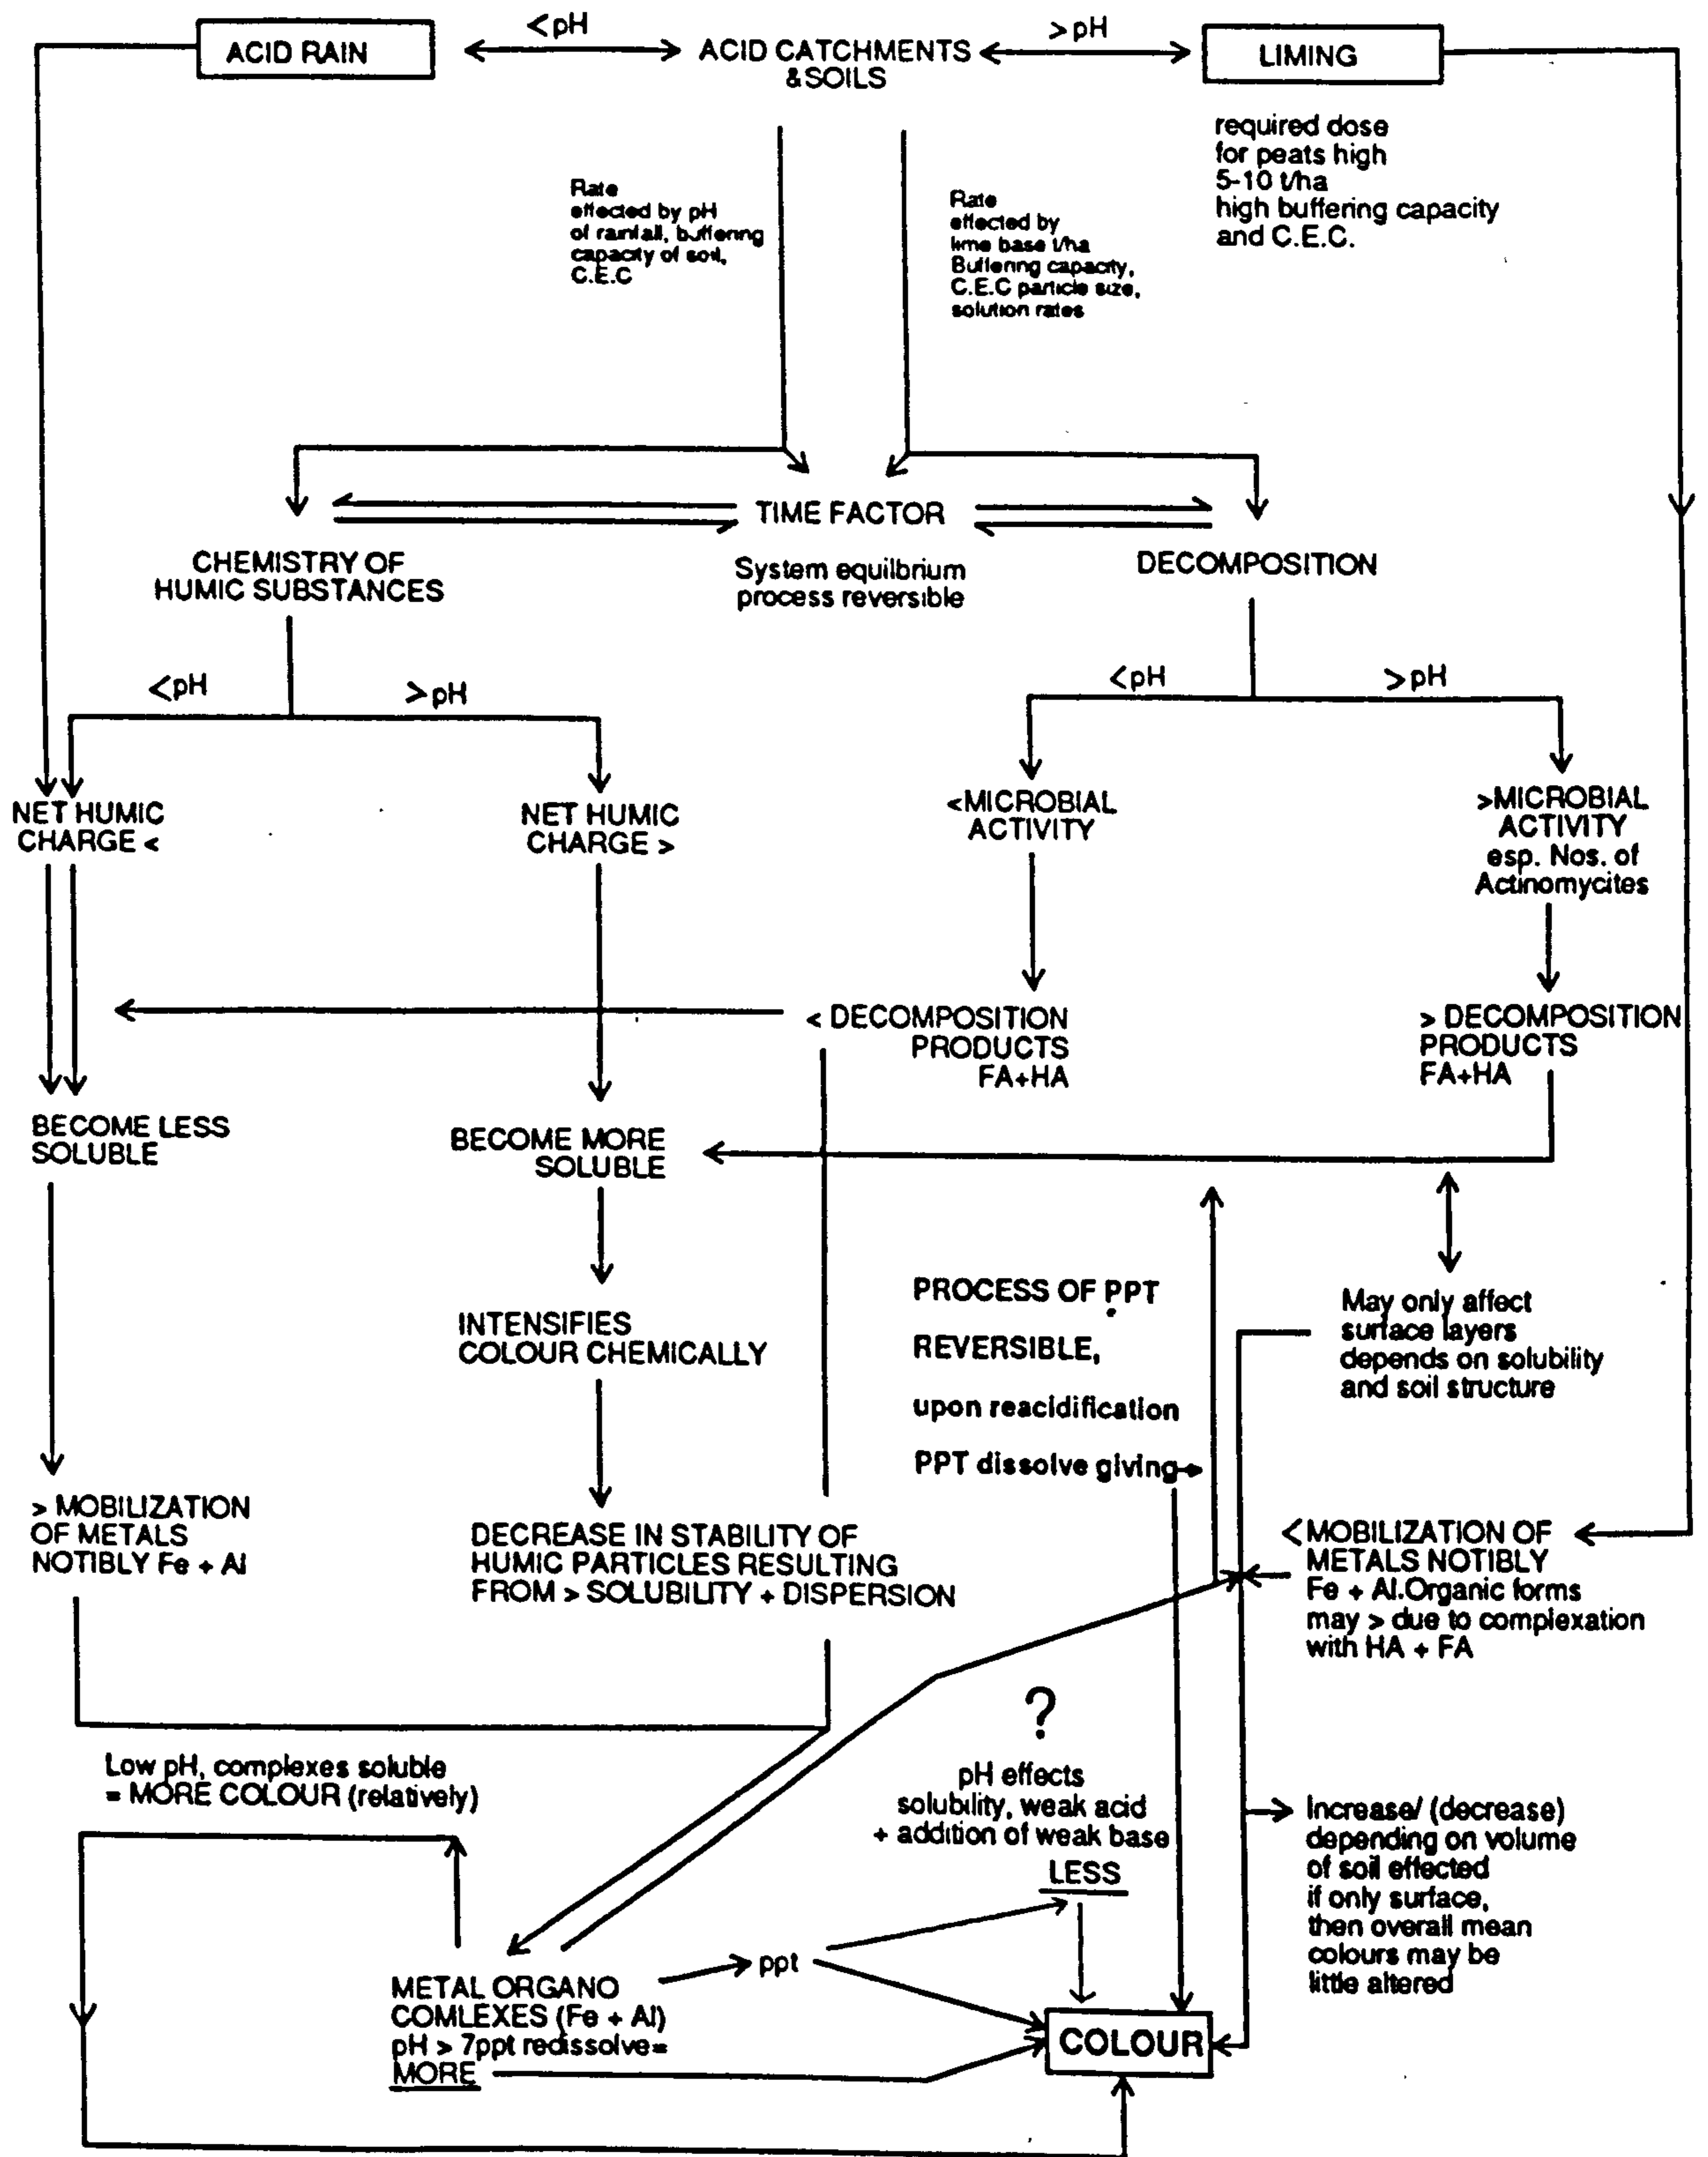 ACID RAIN
<pH
ACID CATCHMENTS
&SOILS
>pH
LIMING
required dose
for peats high
5-10 t/ha
high buffering capacity
and C.E.C.
Rate
effected by pH
of rainfall, buffering
capacity of soil,
C.E.C
Rate
effected by
lime base t/ha
Buffering capacity,
C.E.C particle size,
solution rates
TIME FACTOR
System equilbrium
process reversible
CHEMISTRY OF
HUMIC SUBSTANCES
DECOMPOSITION
<pH
>pH
<pH
>pH
NET HUMIC
CHARGE <
NET HUMIC
CHARGE >
<MICROBIAL
ACTIVITY
>MICROBIAL
ACTIVITY
esp. Nos. of
Actinomycites
< DECOMPOSITION
PRODUCTS
FA+HA
> DECOMPOSITION
PRODUCTS
FA+HA
BECOME LESS
SOLUBLE
BECOME MORE
SOLUBLE
INTENSIFIES
COLOUR CHEMICALLY
PROCESS OF PPT
REVERSIBLE,
upon reacidification
PPT dissolve giving
May only affect
surface layers
depends on solubility
and soil structure
> MOBILIZATION
OF METALS
NOTIBLY Fe + Al
DECREASE IN STABILITY OF
HUMIC PARTICLES RESULTING
FROM > SOLUBILITY + DISPERSION
<MOBILIZATION OF
METALS NOTIBLY
Fe + Al.Organic forms
may > due to complexation
with HA + FA
Low pH, complexes soluble
= MORE COLOUR (relatively)
?
pH effects
solubility, weak acid
+ addition of weak base
LESS
Increase/ (decrease)
depending on volume
of soil effected
if only surface,
then overall mean
colours may be
little altered
METAL ORGANO
COMLEXES (Fe + Al)
pH > 7ppt redissolve=
MORE
ppt
COLOUR